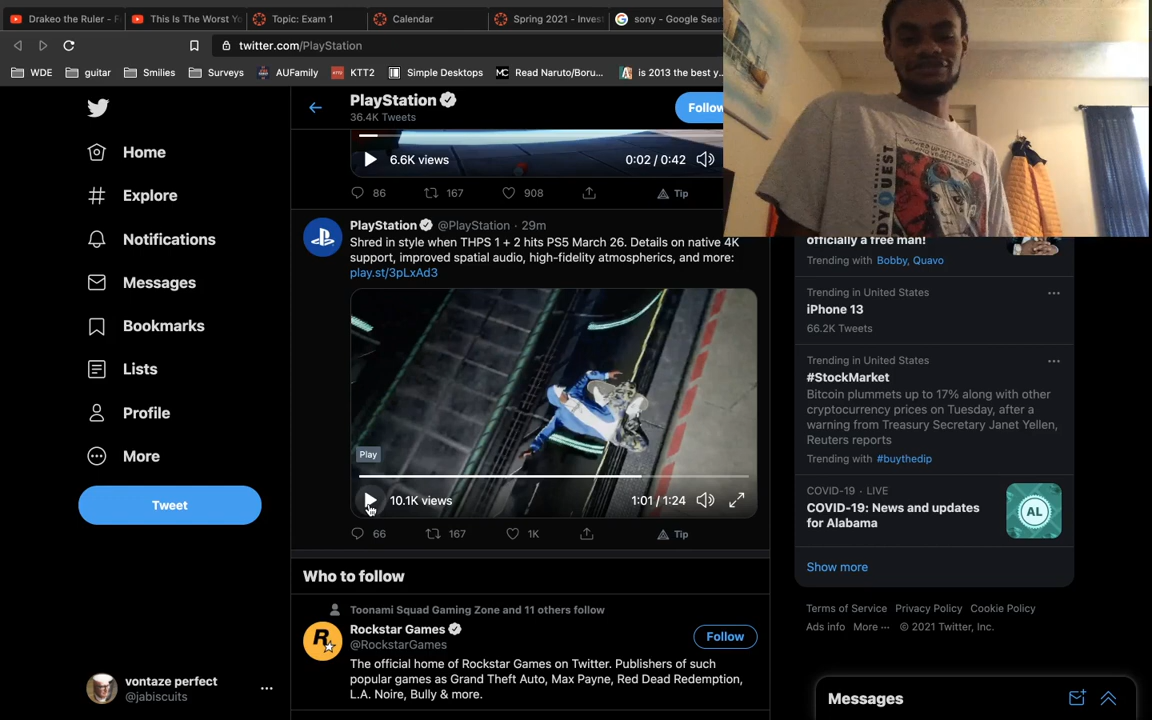 Drakeo the Ruler - F
This Is The Worst Yo
Topic: Exam 1
Calendar
Spring 2021 - Invest
sony - Google Sear
twitter.com/PlayStation
WDE
guitar
Smilies
Surveys
AUFamily
KTT2
Simple Desktops
Read Naruto/Boru...
is 2013 the best y...
PlayStation
36.4K Tweets
Follow
Home
Explore
Notifications
Messages
Bookmarks
Lists
Profile
More
Tweet
vontaze perfect
@jabiscuits
6.6K views
0:02 / 0:42
86
167
908
Tip
PlayStation @PlayStation · 29m
Shred in style when THPS 1 + 2 hits PS5 March 26. Details on native 4K
support, improved spatial audio, high-fidelity atmospherics, and more:
play.st/3pLxAd3
Play
10.1K views
1:01 / 1:24
66
167
1K
Tip
Who to follow
Toonami Squad Gaming Zone and 11 others follow
Rockstar Games
@RockstarGames
Follow
The official home of Rockstar Games on Twitter. Publishers of such
popular games as Grand Theft Auto, Max Payne, Red Dead Redemption,
L.A. Noire, Bully & more.
officially a free man!
Trending with Bobby, Quavo
Trending in United States
iPhone 13
66.2K Tweets
Trending in United States
#StockMarket
Bitcoin plummets up to 17% along with other
cryptocurrency prices on Tuesday, after a
warning from Treasury Secretary Janet Yellen,
Reuters reports
Trending with #buythedip
COVID-19 · LIVE
COVID-19: News and updates
for Alabama
AL
Show more
Terms of Service Privacy Policy Cookie Policy
Ads info More ··· © 2021 Twitter, Inc.
Messages